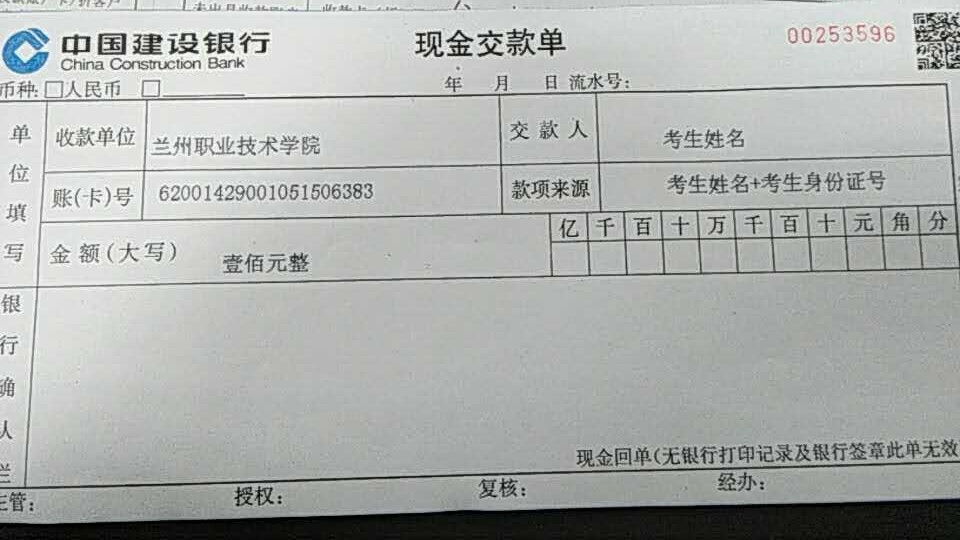 中国建设银行
China Construction Bank
现金交款单
00253596
币种:□人民币 □
年 月 日 流水号:
单位填写
收款单位 兰州职业技术学院
交款人 考生姓名
账(卡)号 62001429001051506383
款项来源 考生姓名+考生身份证号
金额(大写) 壹佰元整
亿 千 百 十 万 千 百 十 元 角 分
银行确认栏
现金回单(无银行打印记录及银行签章此单无效
主管: 授权: 复核: 经办: